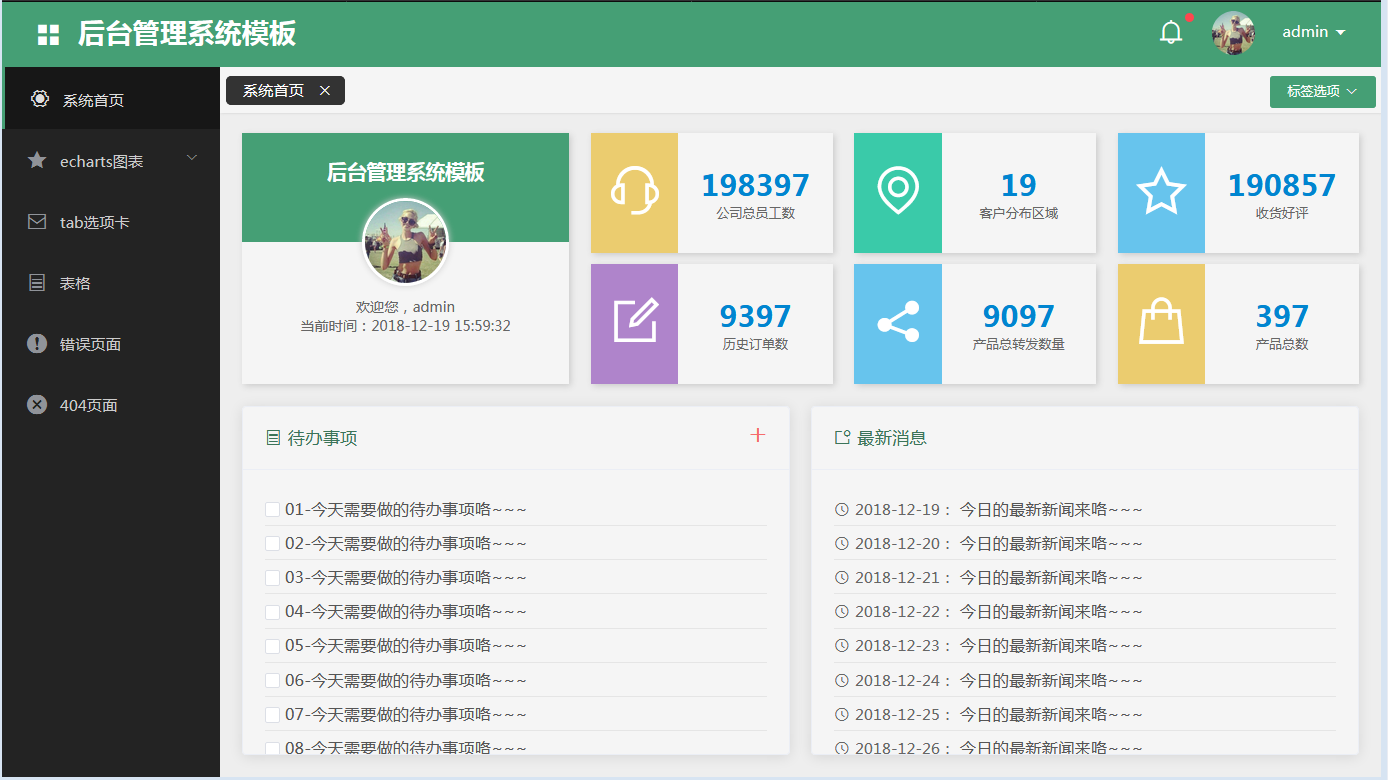 后台管理系统模板
admin
系统首页
echarts图表
tab选项卡
表格
错误页面
404页面
系统首页
标签选项
后台管理系统模板
欢迎您，admin
当前时间：2018-12-19 15:59:32
198397
公司总员工数
19
客户分布区域
190857
收货好评
9397
历史订单数
9097
产品总转发数量
397
产品总数
待办事项
01-今天需要做的待办事项咯~~~
02-今天需要做的待办事项咯~~~
03-今天需要做的待办事项咯~~~
04-今天需要做的待办事项咯~~~
05-今天需要做的待办事项咯~~~
06-今天需要做的待办事项咯~~~
07-今天需要做的待办事项咯~~~
08-今天需要做的待办事项咯~~~
最新消息
2018-12-19： 今日的最新新闻来咯~~~
2018-12-20： 今日的最新新闻来咯~~~
2018-12-21： 今日的最新新闻来咯~~~
2018-12-22： 今日的最新新闻来咯~~~
2018-12-23： 今日的最新新闻来咯~~~
2018-12-24： 今日的最新新闻来咯~~~
2018-12-25： 今日的最新新闻来咯~~~
2018-12-26： 今日的最新新闻来咯~~~